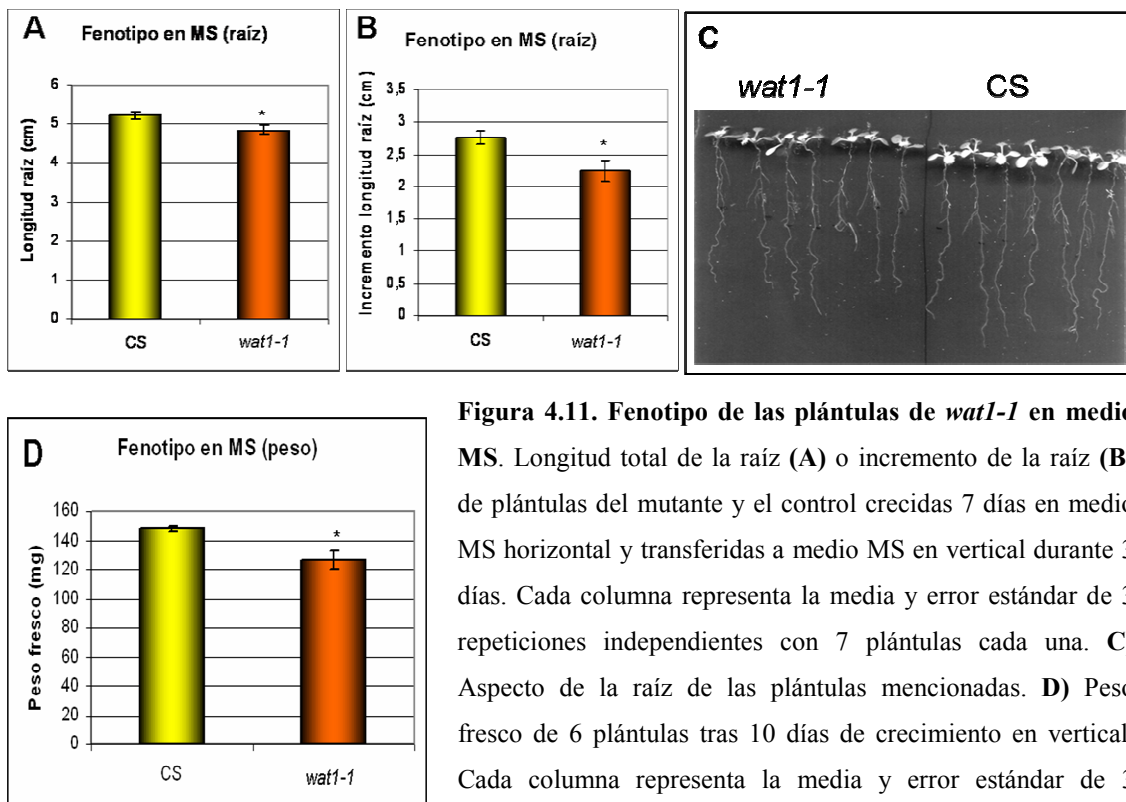 A
Fenotipo en MS (raíz)
Longitud raíz (cm)
6
5
4
3
2
1
0
*
CS
wat1-1
B
Fenotipo en MS (raíz)
Incremento longitud raíz (cm)
3,5
3
2,5
2
1,5
1
0,5
0
*
CS
wat1-1
C
wat1-1 CS
D
Fenotipo en MS (peso)
Peso fresco (mg)
160
140
120
100
80
60
40
20
0
*
CS
wat1-1
Figura 4.11. Fenotipo de las plántulas de wat1-1 en medio
MS. Longitud total de la raíz (A) o incremento de la raíz (B
de plántulas del mutante y el control crecidas 7 días en medio
MS horizontal y transferidas a medio MS en vertical durante 3
días. Cada columna representa la media y error estándar de 3
repeticiones independientes con 7 plántulas cada una. C
Aspecto de la raíz de las plántulas mencionadas. D) Peso
fresco de 6 plántulas tras 10 días de crecimiento en vertical
Cada columna representa la media y error estándar de 3